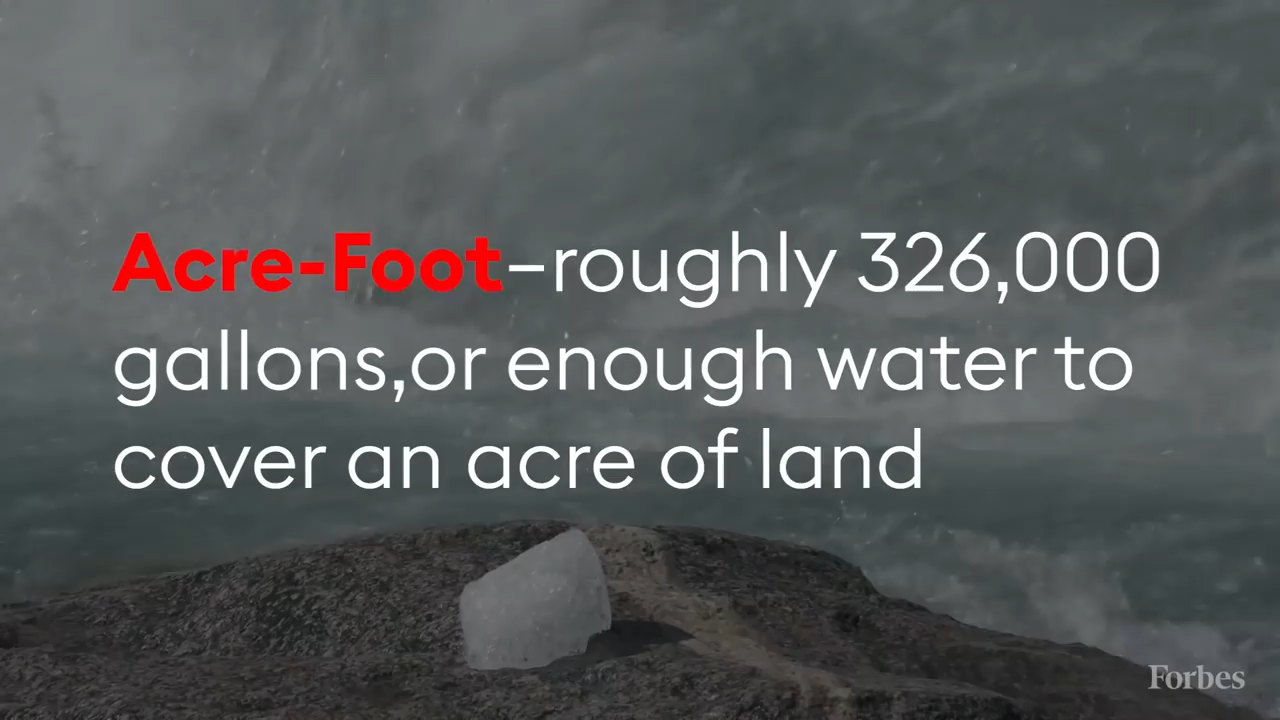 Acre-Foot–roughly 326,000
gallons,or enough water to
cover an acre of land
Forbes